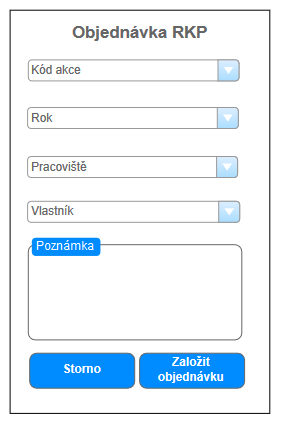 Objednávka RKP
Kód akce
Rok
Pracoviště
Vlastník
Poznámka
Storno
Založit
objednávku